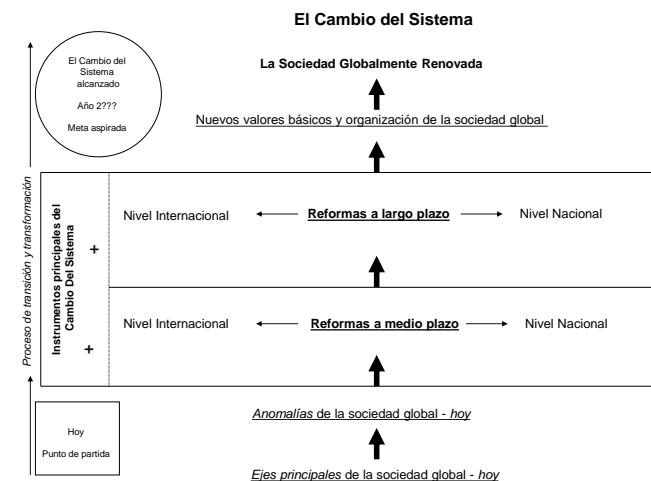 El Cambio del Sistema
El Cambio del
Sistema
alcanzado
Año 2???
Meta aspirada
La Sociedad Globalmente Renovada
Nuevos valores básicos y organización de la sociedad global
Proceso de transición y transformación
Instrumentos principales del
Cambio Del Sistema
+
+
Nivel Internacional
Reformas a largo plazo
Nivel Nacional
Nivel Internacional
Reformas a medio plazo
Nivel Nacional
Anomalías de la sociedad global - hoy
Hoy
Punto de partida
Ejes principales de la sociedad global - hoy